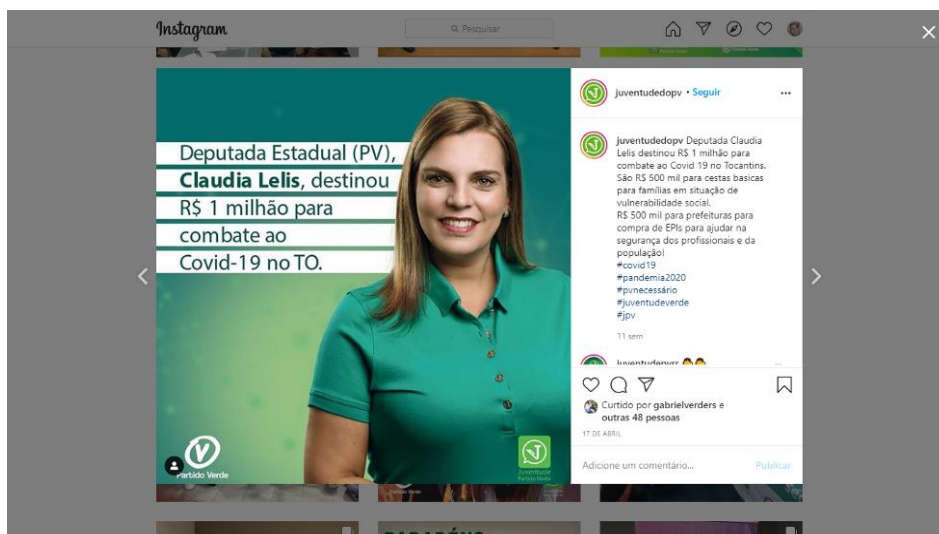 Instagram
Pesquisar
Deputada Estadual (PV),
Claudia Lelis, destinou
R$ 1 milhão para
combate ao
Covid-19 no TO.
Partido Verde
Juventude
Partido Verde
juventudedopv • Seguir
juventudedopv Deputada Claudia
Lelis destinou R$ 1 milhão para
combate ao Covid 19 no Tocantins.
São R$ 500 mil para cestas basicas
para famílias em situação de
vulnerabilidade social.
R$ 500 mil para prefeituras para
compra de EPIs para ajudar na
segurança dos profissionais e da
população!
#covid19
#pandemia2020
#pvnecessário
#juventudeverde
#jpv
11 sem
juventudepvrr
Curtido por gabrielverders e
outras 48 pessoas
17 DE ABRIL
Adicione um comentário... Publicar